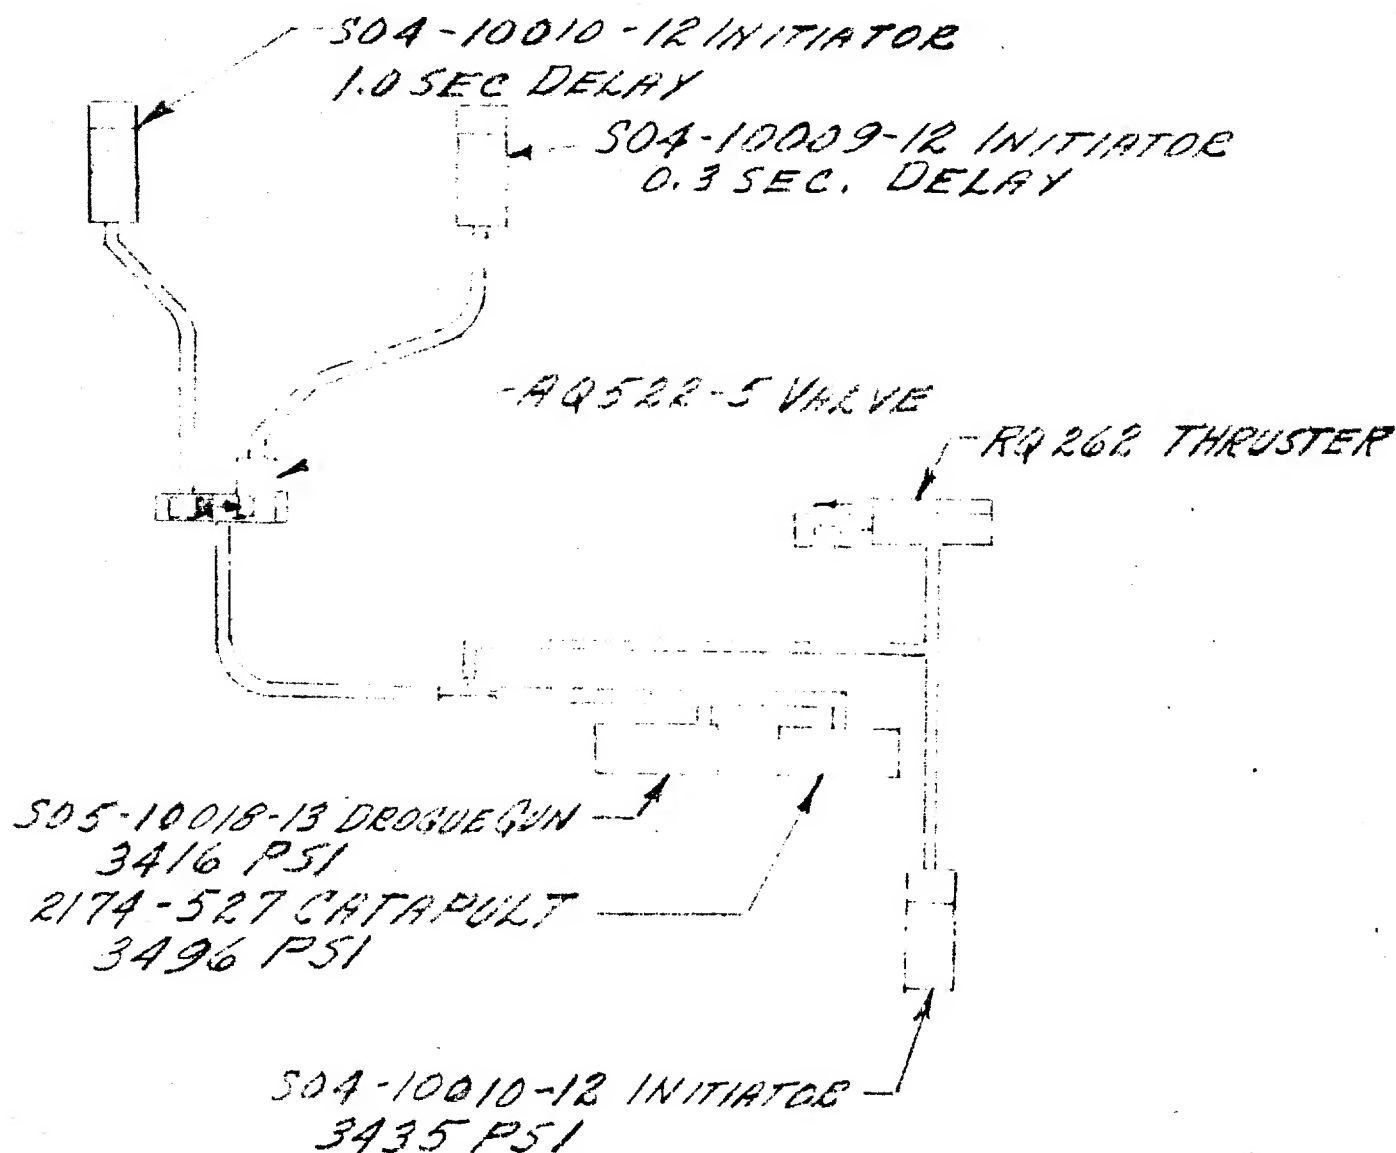 S04-10010-12 INITIATOR
1.0 SEC DELAY
S04-10009-12 INITIATOR
0.3 SEC. DELAY
-AQ522-5 VALVE
RQ262 THRUSTER
S05-10018-13 DROGUE GUN
3416 PSI
2174-527 CATAPULT
3496 PSI
S04-10010-12 INITIATOR
3435 PSI